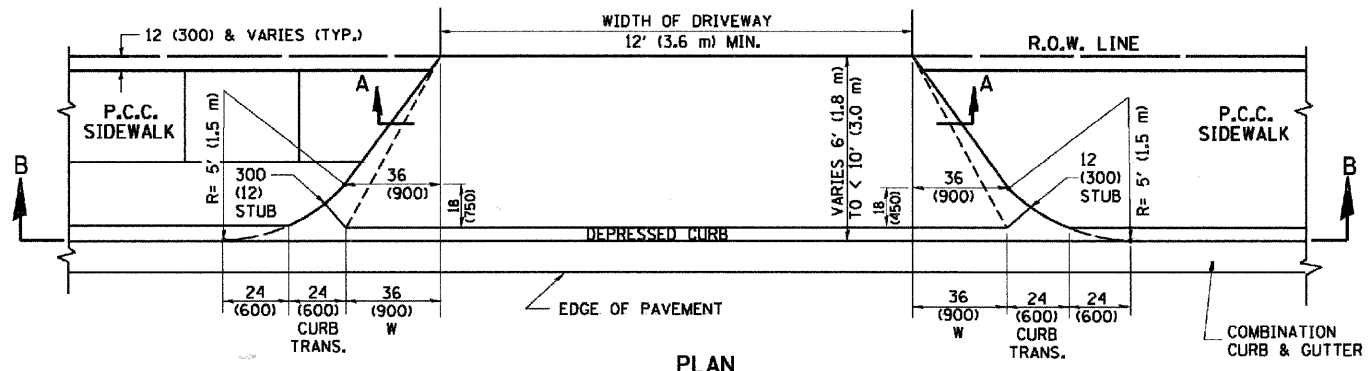 WIDTH OF DRIVEWAY
12' (3.6 m) MIN.
12 (300) & VARIES (TYP.)
R.O.W. LINE
A
A
P.C.C.
SIDEWALK
P.C.C.
SIDEWALK
R= 5' (1.5 m)
VARIES 6' (1.8 m)
TO < 10' (3.0 m)
R= 5' (1.5 m)
B
B
300
(12)
STUB
36
(900)
18
(750)
36
(900)
18
(450)
12
(300)
STUB
DEPRESSED CURB
24
(600)
24
(600)
CURB
TRANS.
36
(900)
W
EDGE OF PAVEMENT
36
(900)
W
24
(600)
CURB
TRANS.
24
(600)
COMBINATION
CURB & GUTTER
PLAN